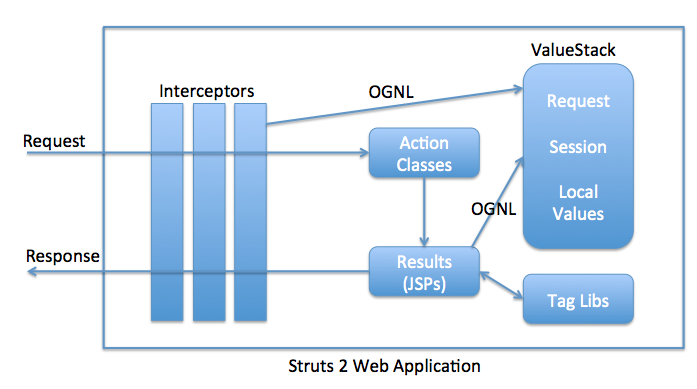 ValueStack
Interceptors
OGNL
Request
Request
Action
Classes
Session
Local
Values
OGNL
Response
Results
(JSPs)
Tag Libs
Struts 2 Web Application